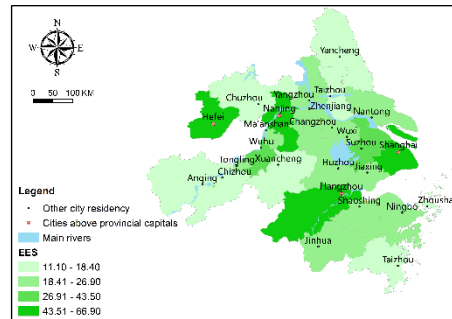 N
W E
S
0 50 100 KM
Yancheng
Chuzhou
Yangzhou
Taizhou
Hefei
Nanjing
Zhenjiang
Nantong
Ma'anshan
Changzhou
Wuhu
Wuxi
Suzhou
Shanghai
Tongling
Xuancheng
Huzhou
Jiaxing
Anqing
Chizhou
Hangzhou
Shaoshing
Ningbo
Zhoushan
Jinhua
Taizhou
Legend
Other city residency
Cities above provincial capitals
Main rivers
EES
11.10 - 18.40
18.41 - 26.90
26.91 - 43.50
43.51 - 66.90